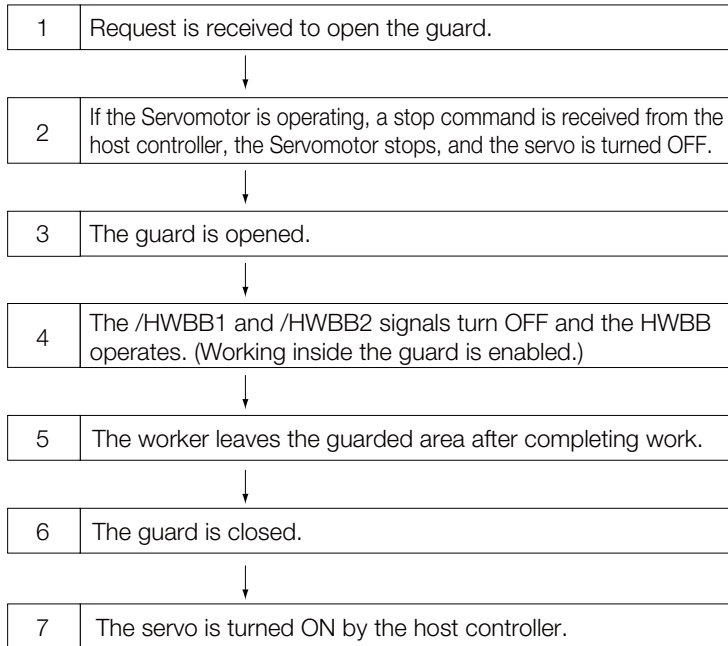 1 Request is received to open the guard.
2 If the Servomotor is operating, a stop command is received from the
host controller, the Servomotor stops, and the servo is turned OFF.
3 The guard is opened.
4 The /HWBB1 and /HWBB2 signals turn OFF and the HWBB
operates. (Working inside the guard is enabled.)
5 The worker leaves the guarded area after completing work.
6 The guard is closed.
7 The servo is turned ON by the host controller.